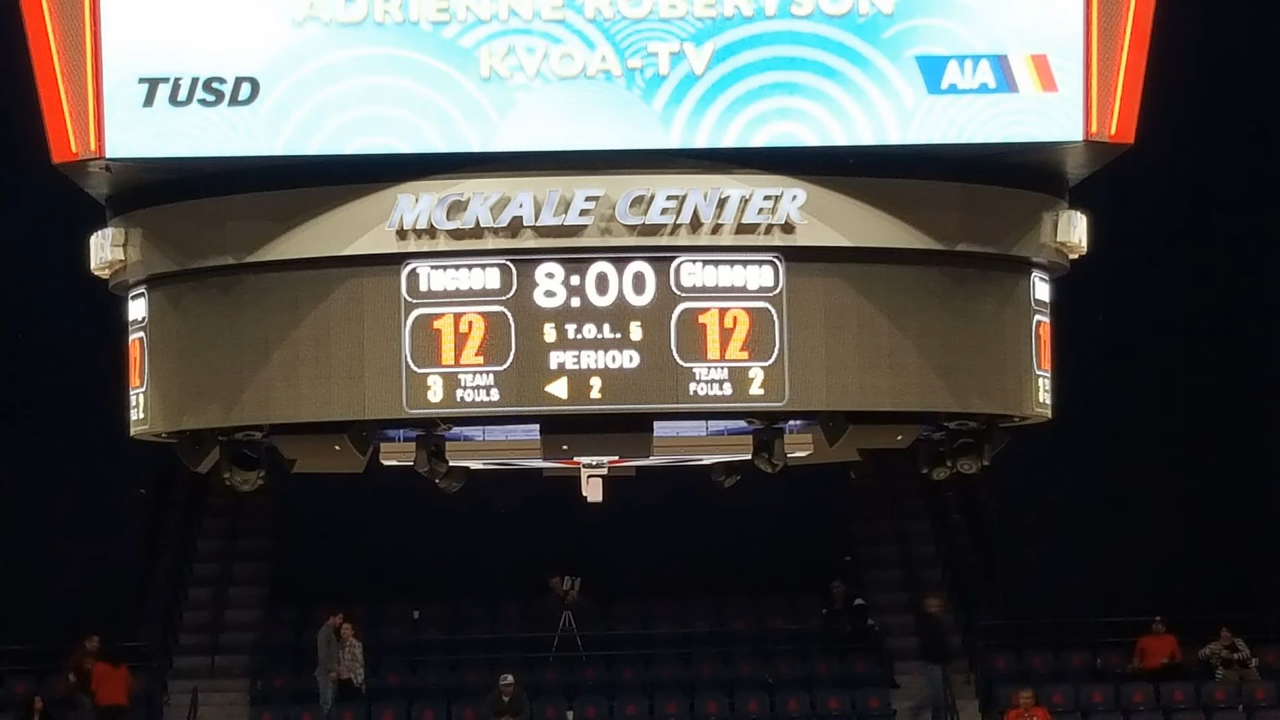 ADRIENNE ROBERTSON
KVOA-TV
TUSD
AIA
MCKALE CENTER
Tucson 8:00 Cienega
12 5 T.O.L. 5 12
PERIOD
3 TEAM FOULS 2 TEAM FOULS 2